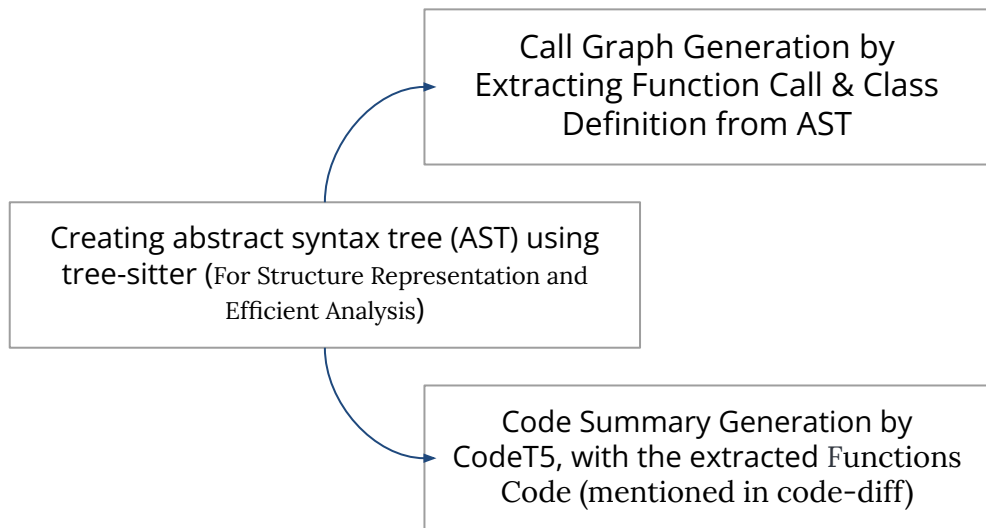 Call Graph Generation by
Extracting Function Call & Class
Definition from AST
Creating abstract syntax tree (AST) using
tree-sitter (For Structure Representation and
Efficient Analysis)
Code Summary Generation by
CodeT5, with the extracted Functions
Code (mentioned in code-diff)